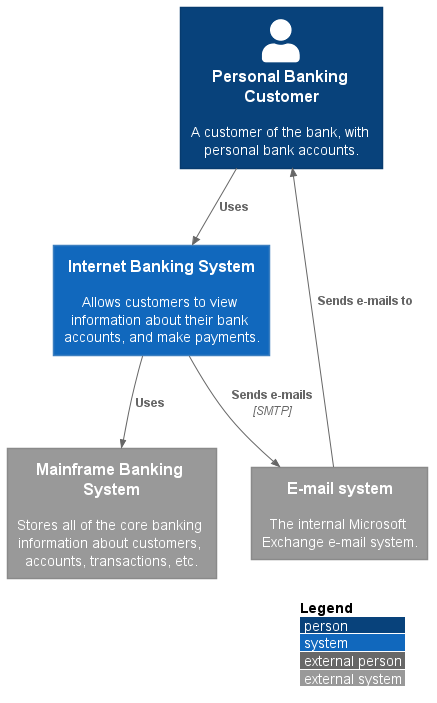 Personal Banking
Customer
A customer of the bank, with
personal bank accounts.
Uses
Internet Banking System
Allows customers to view
information about their bank
accounts, and make payments.
Sends e-mails to
Uses
Sends e-mails
[SMTP]
Mainframe Banking
System
Stores all of the core banking
information about customers,
accounts, transactions, etc.
E-mail system
The internal Microsoft
Exchange e-mail system.
Legend
person
system
external person
external system